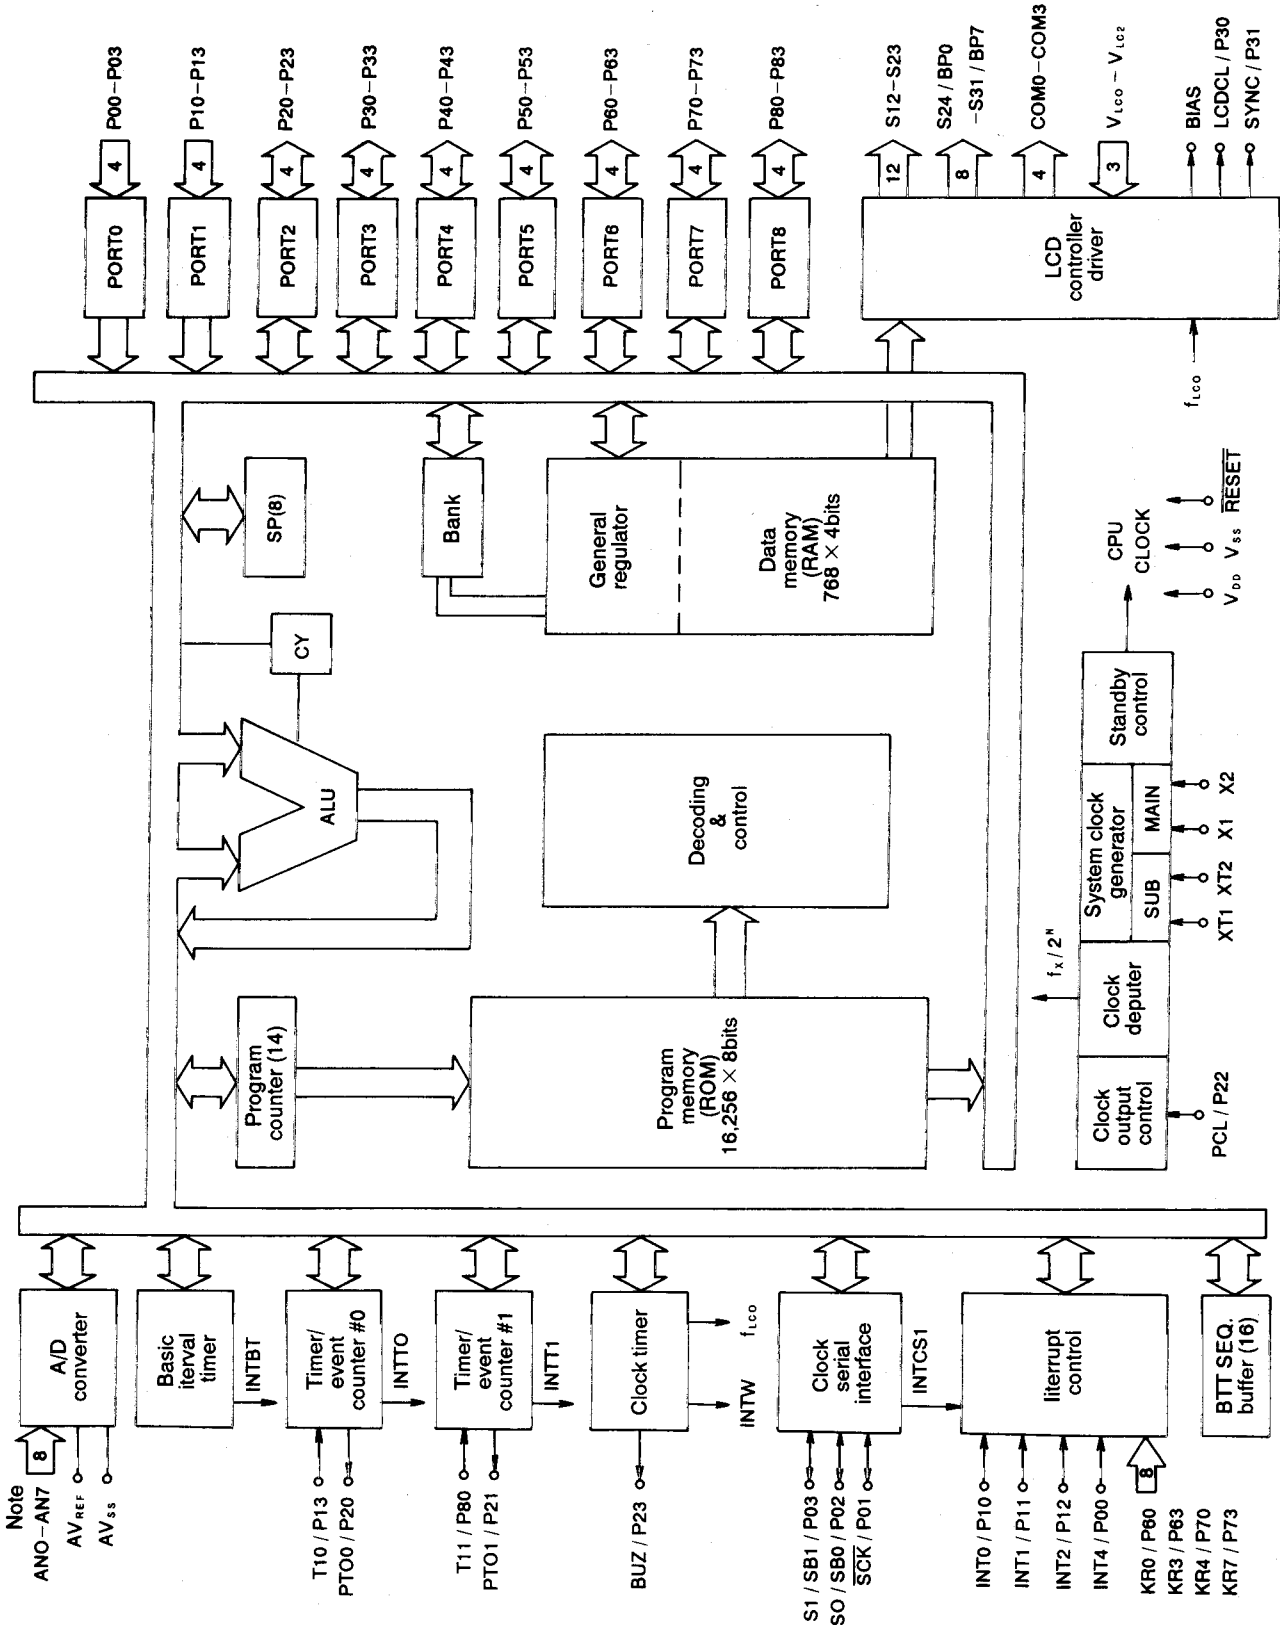 Note
ANO-AN7
8
AVREF
AVSS
A/D
converter
Basic
iterval
timer
INTBT
T10 / P13
PTO0 / P20
Timer/
event
counter #0
INTTO
T11 / P80
PTO1 / P21
Timer/
event
counter #1
INTT1
BUZ / P23
Clock timer
INTW
fLCO
S1 / SB1 / P03
SO / SB0 / P02
SCK / P01
Clock
serial
interface
INTCS1
INT0 / P10
INT1 / P11
INT2 / P12
INT4 / P00
8
KR0 / P60
KR3 / P63
KR4 / P70
KR7 / P73
literrupt
control
BTT SEQ.
buffer (16)
Program
counter (14)
ALU
CY
SP(8)
Program
memory
(ROM)
16,256 × 8bits
Decoding
&
control
Bank
General
regulator
Data
memory
(RAM)
768 × 4bits
PORT0
4
P00-P03
PORT1
4
P10-P13
PORT2
4
P20-P23
PORT3
4
P30-P33
PORT4
4
P40-P43
PORT5
4
P50-P53
PORT6
4
P60-P63
PORT7
4
P70-P73
PORT8
4
P80-P83
LCD
controller
driver
12
S12-S23
8
S24 / BP0
-S31 / BP7
4
COM0-COM3
3
VLC0 - VLC2
BIAS
LCDCL / P30
SYNC / P31
fLCO
fX / 2^N
Clock
output
control
Clock
deputer
System clock
generator
SUB
MAIN
Standby
control
CPU
CLOCK
PCL / P22
XT1 XT2
X1 X2
VDD VSS RESET